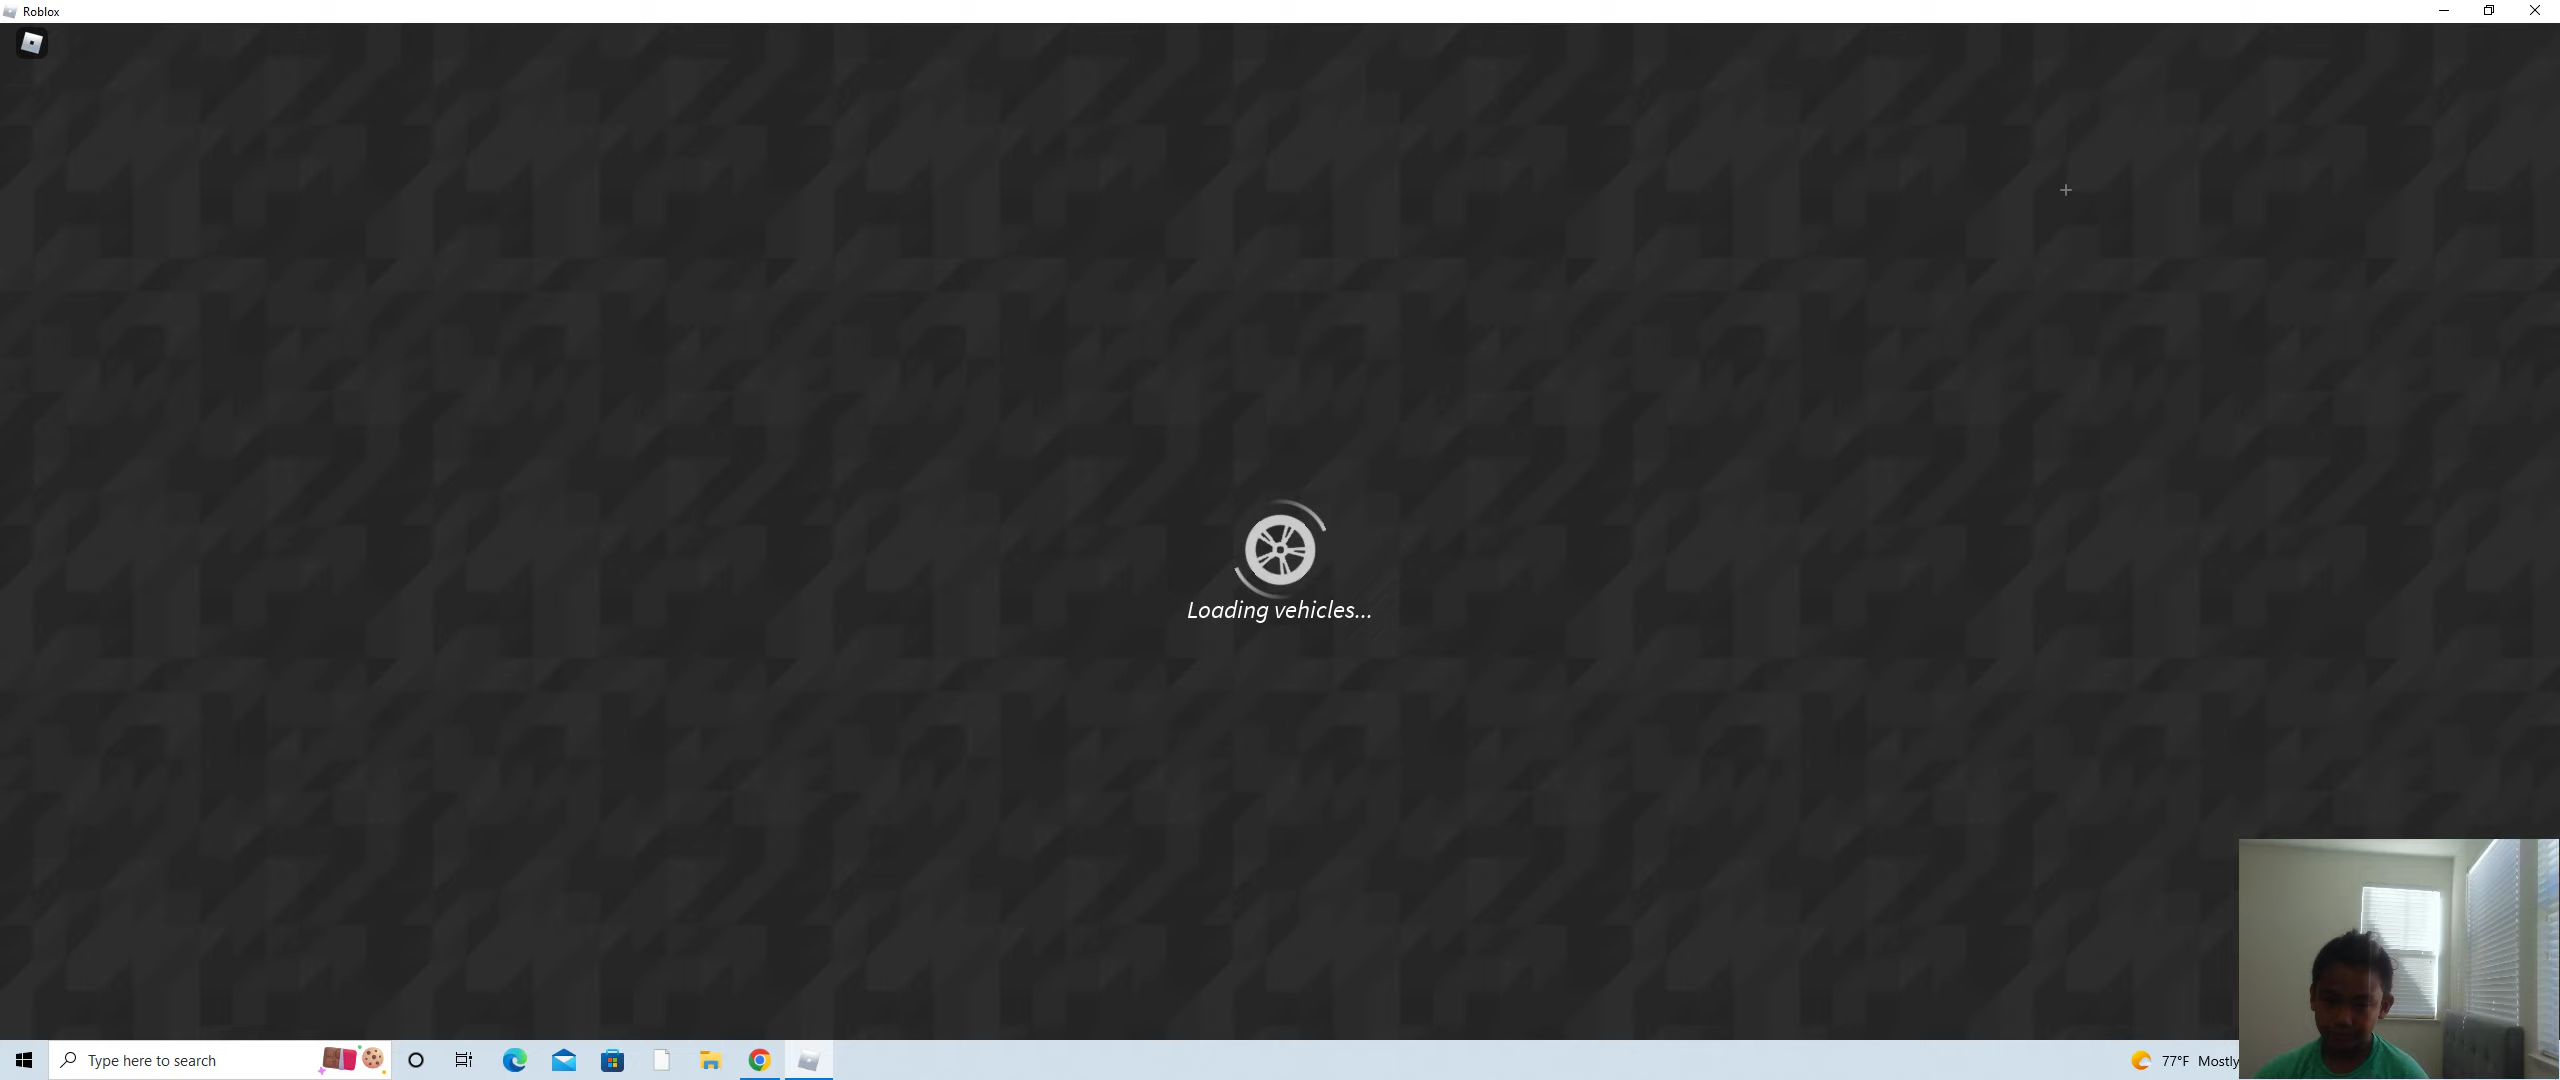 Roblox
Loading vehicles...
Type here to search
77°F Mostly